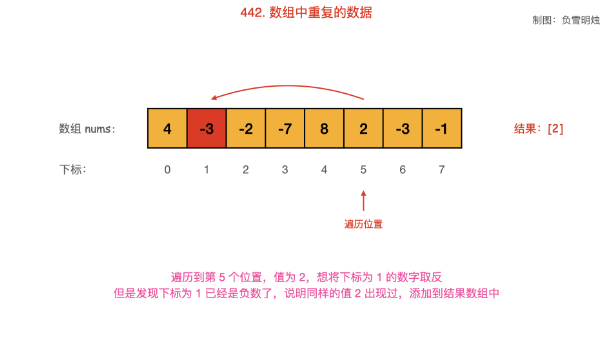 442. 数组中重复的数据
制图：负雪明烛
数组 nums：
4 -3 -2 -7 8 2 -3 -1
结果：[2]
下标：
0 1 2 3 4 5 6 7
遍历位置
遍历到第 5 个位置，值为 2，想将下标为 1 的数字取反
但是发现下标为 1 已经是负数了，说明同样的值 2 出现过，添加到结果数组中